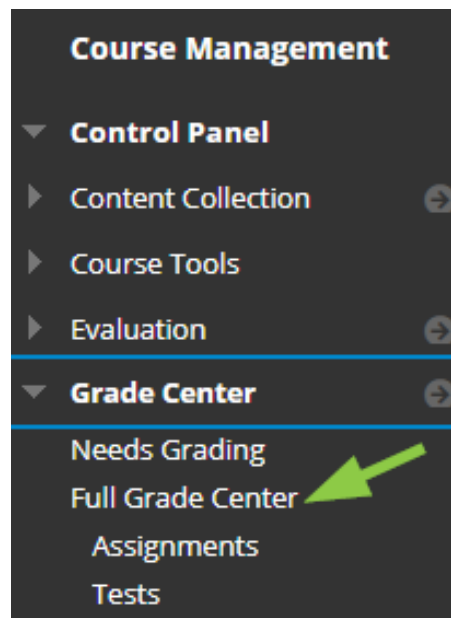 Course Management
Control Panel
Content Collection
Course Tools
Evaluation
Grade Center
Needs Grading
Full Grade Center
Assignments
Tests